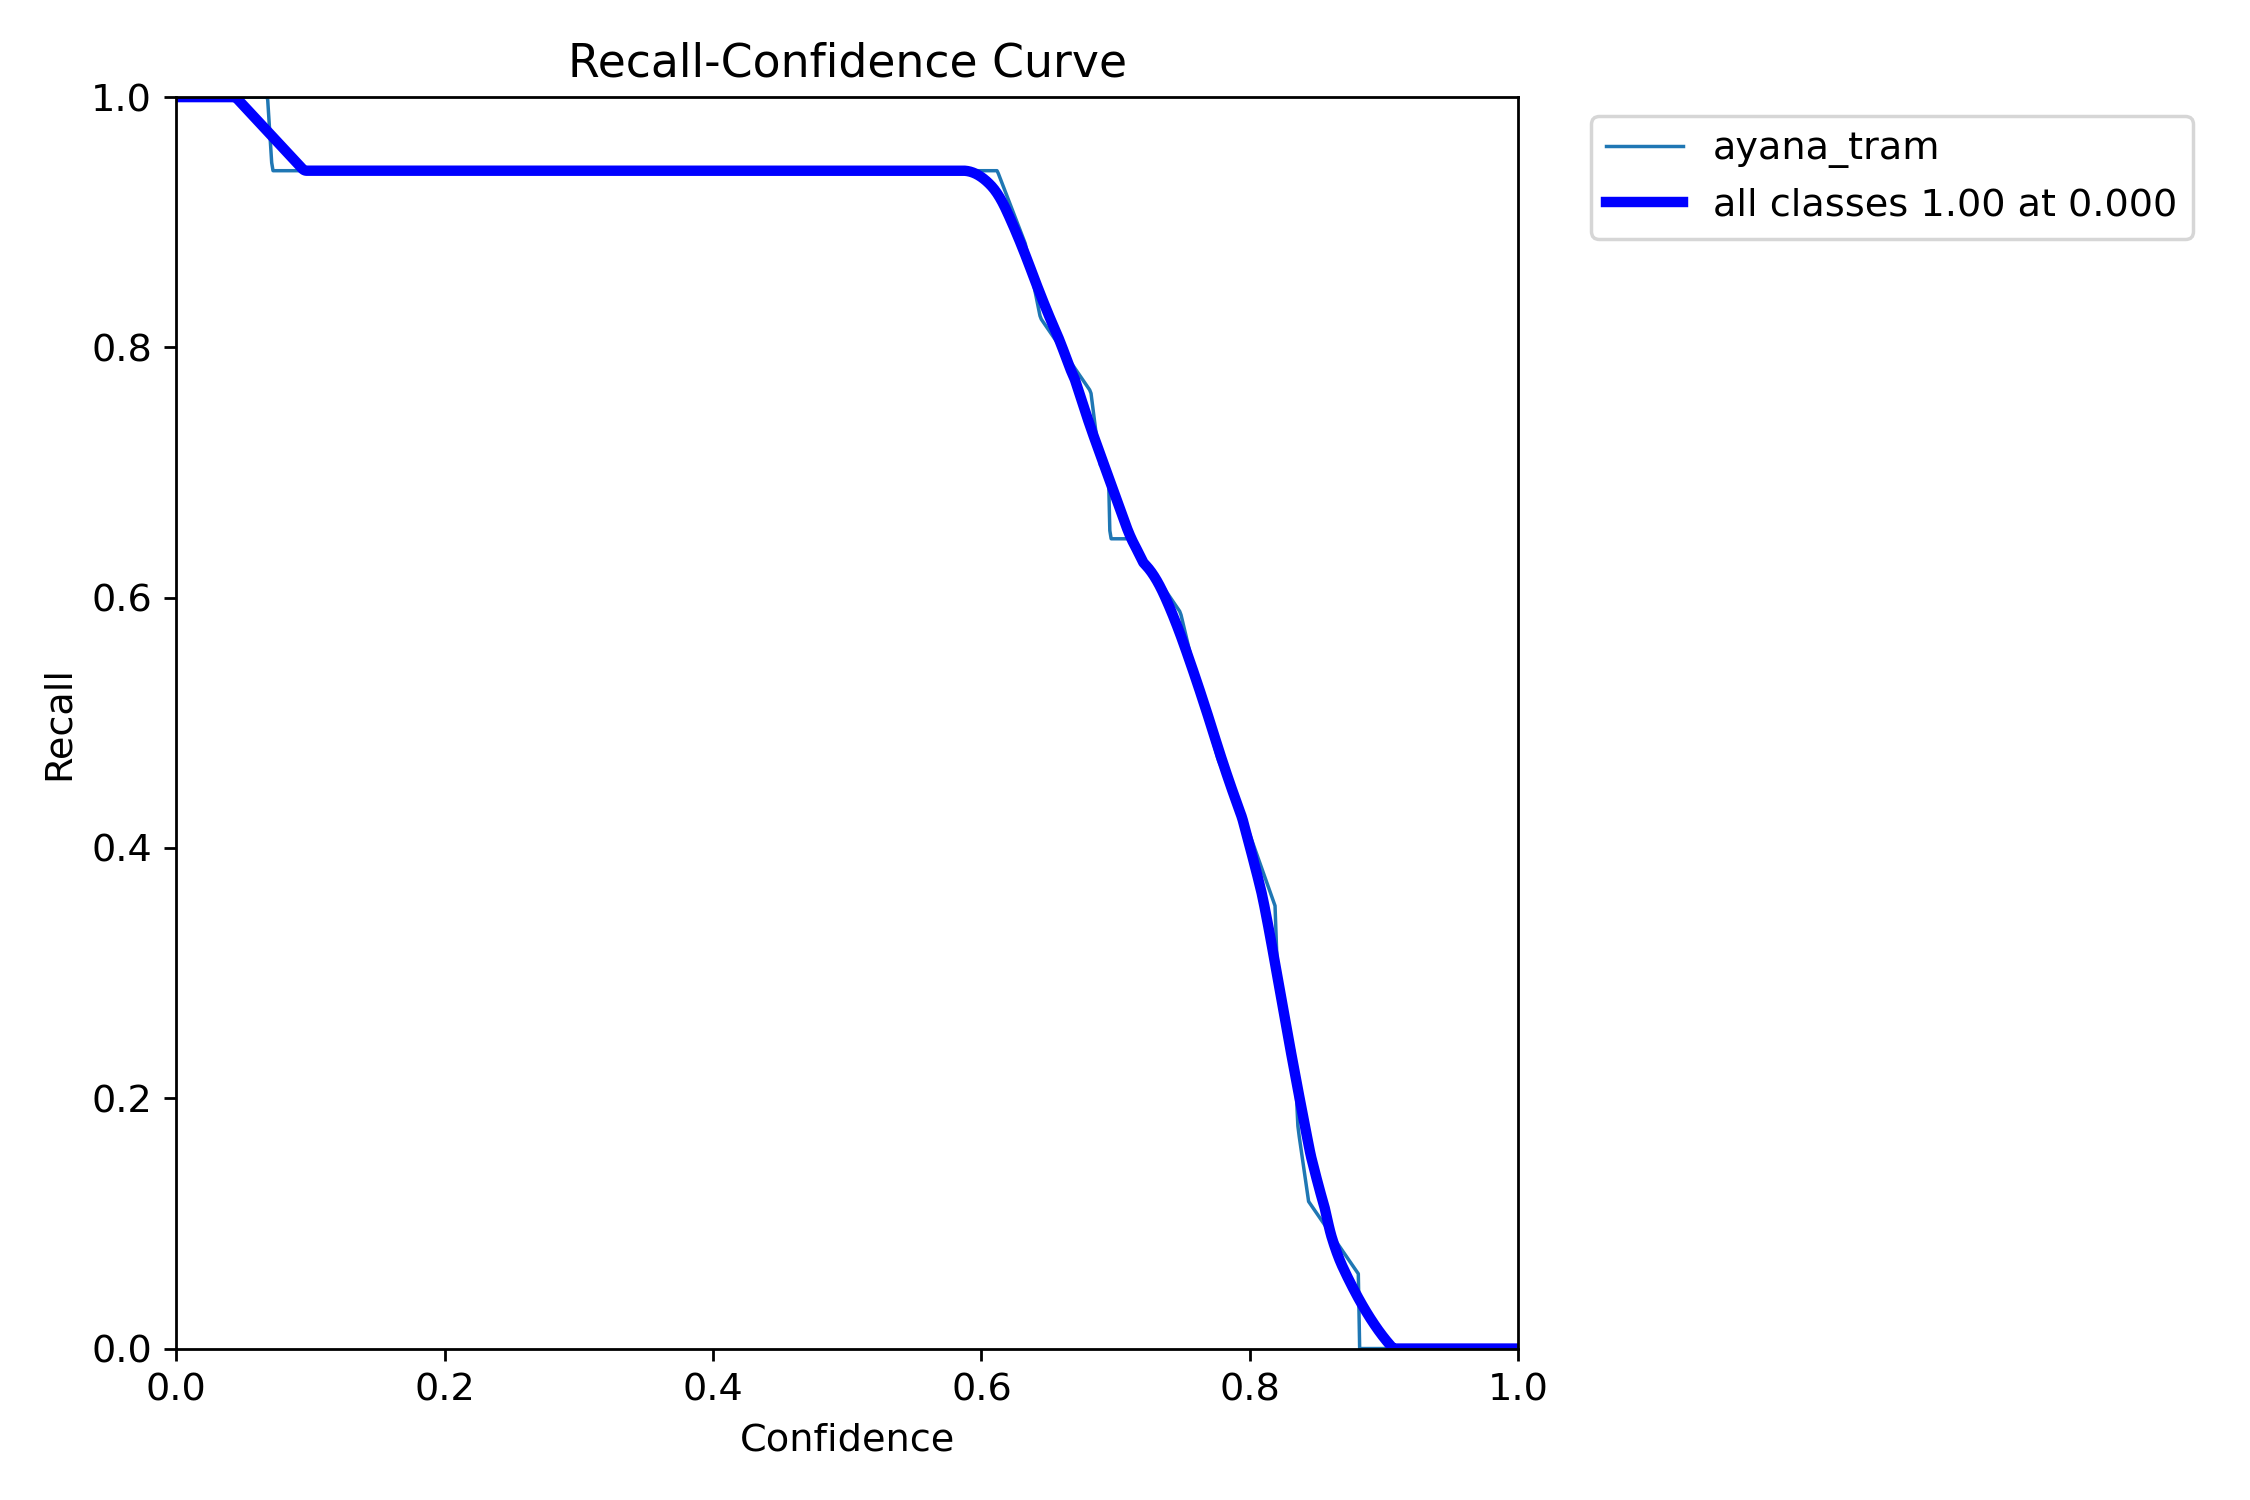 Recall-Confidence Curve
1.0
0.8
0.6
0.4
0.2
0.0
Recall
0.0 0.2 0.4 0.6 0.8 1.0
Confidence
ayana_tram
all classes 1.00 at 0.000